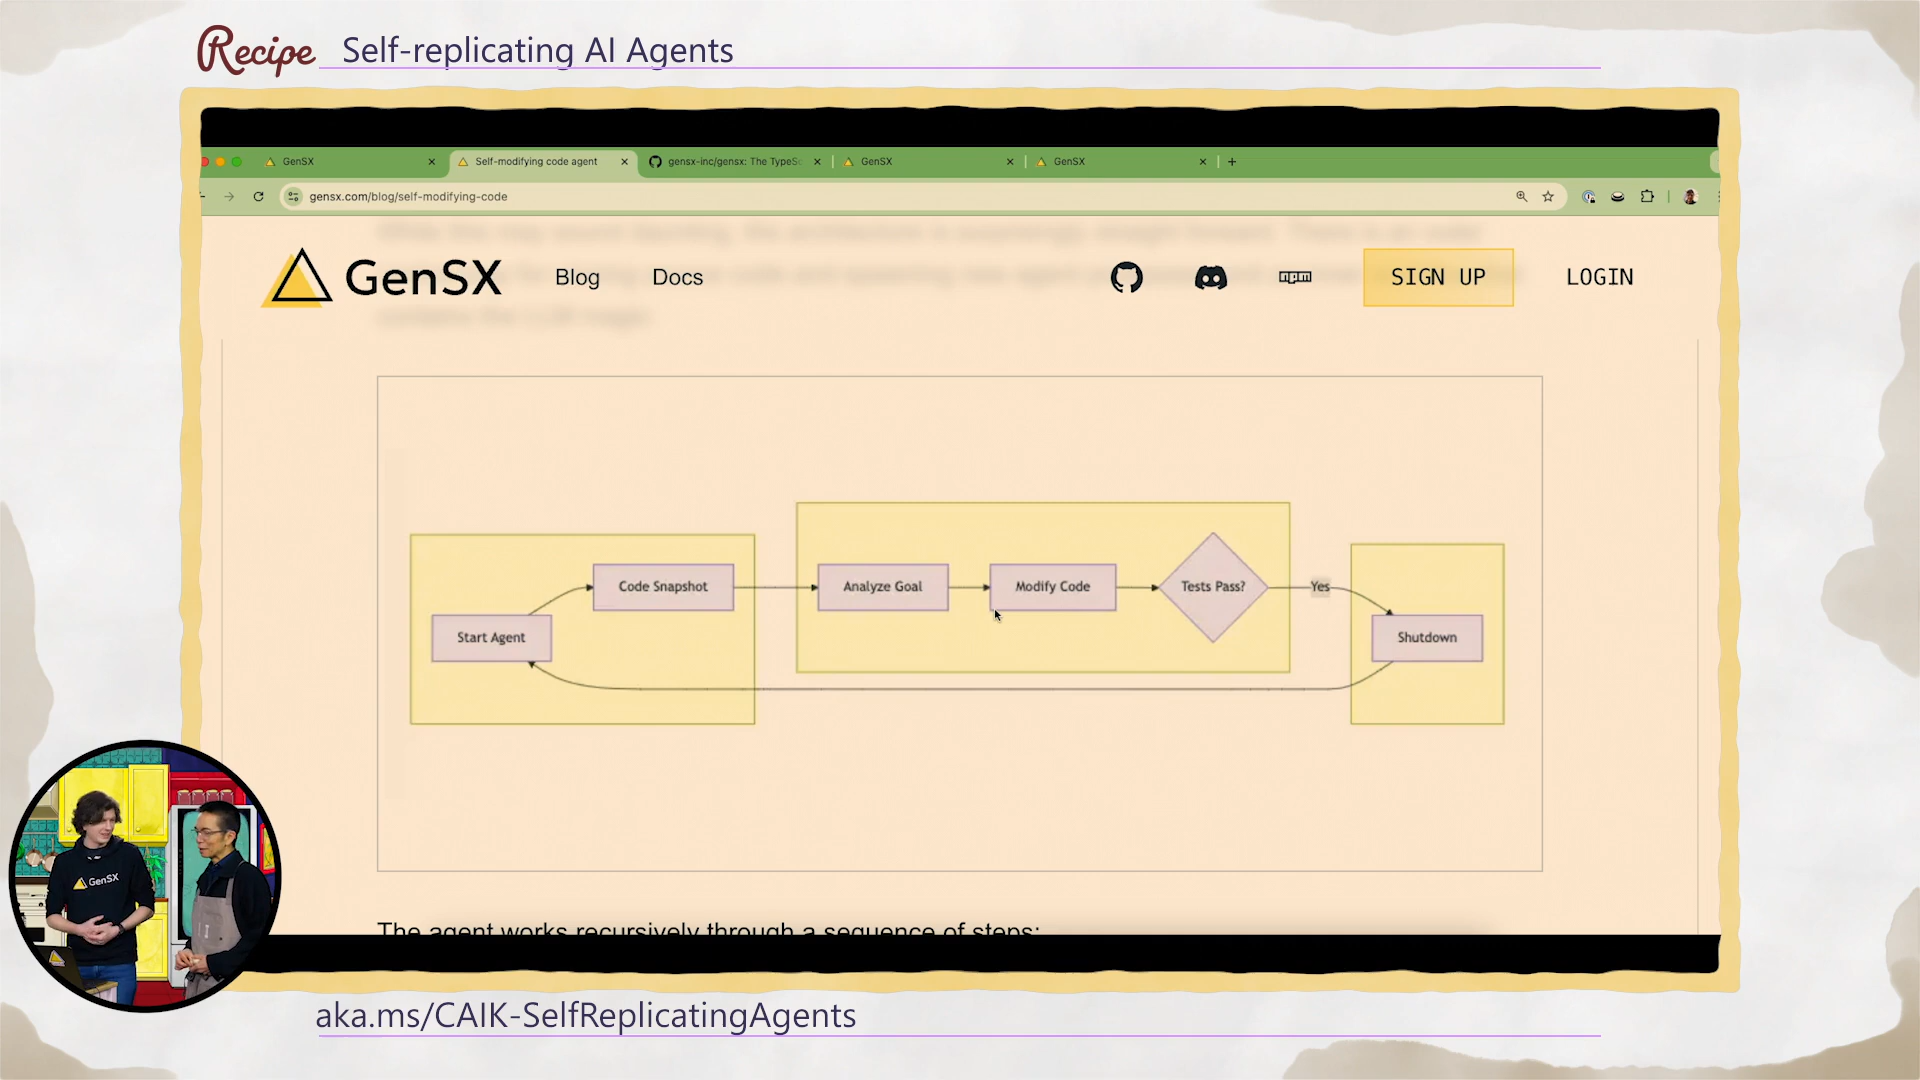 Recipe Self-replicating AI Agents
GenSX
Self-modifying code agent
gensx-inc/gensx: The TypeSc
GenSX
GenSX
gensx.com/blog/self-modifying-code
GenSX
Blog
Docs
SIGN UP
LOGIN
Code Snapshot
Analyze Goal
Modify Code
Tests Pass?
Yes
Start Agent
Shutdown
GenSX
The agent works recursively through a sequence of steps:
aka.ms/CAIK-SelfReplicatingAgents